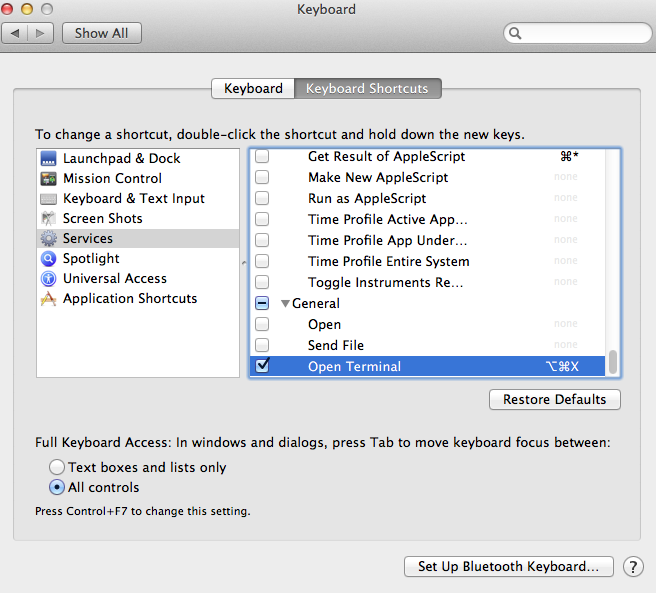 Keyboard
Show All
Keyboard Keyboard Shortcuts
To change a shortcut, double-click the shortcut and hold down the new keys.
Launchpad & Dock
Mission Control
Keyboard & Text Input
Screen Shots
Services
Spotlight
Universal Access
Application Shortcuts
Get Result of AppleScript ⌘*
Make New AppleScript none
Run as AppleScript none
Time Profile Active App... none
Time Profile App Under... none
Time Profile Entire System none
Toggle Instruments Re... none
General
Open none
Send File none
Open Terminal ⌥⌘X
Restore Defaults
Full Keyboard Access: In windows and dialogs, press Tab to move keyboard focus between:
Text boxes and lists only
All controls
Press Control+F7 to change this setting.
Set Up Bluetooth Keyboard... ?